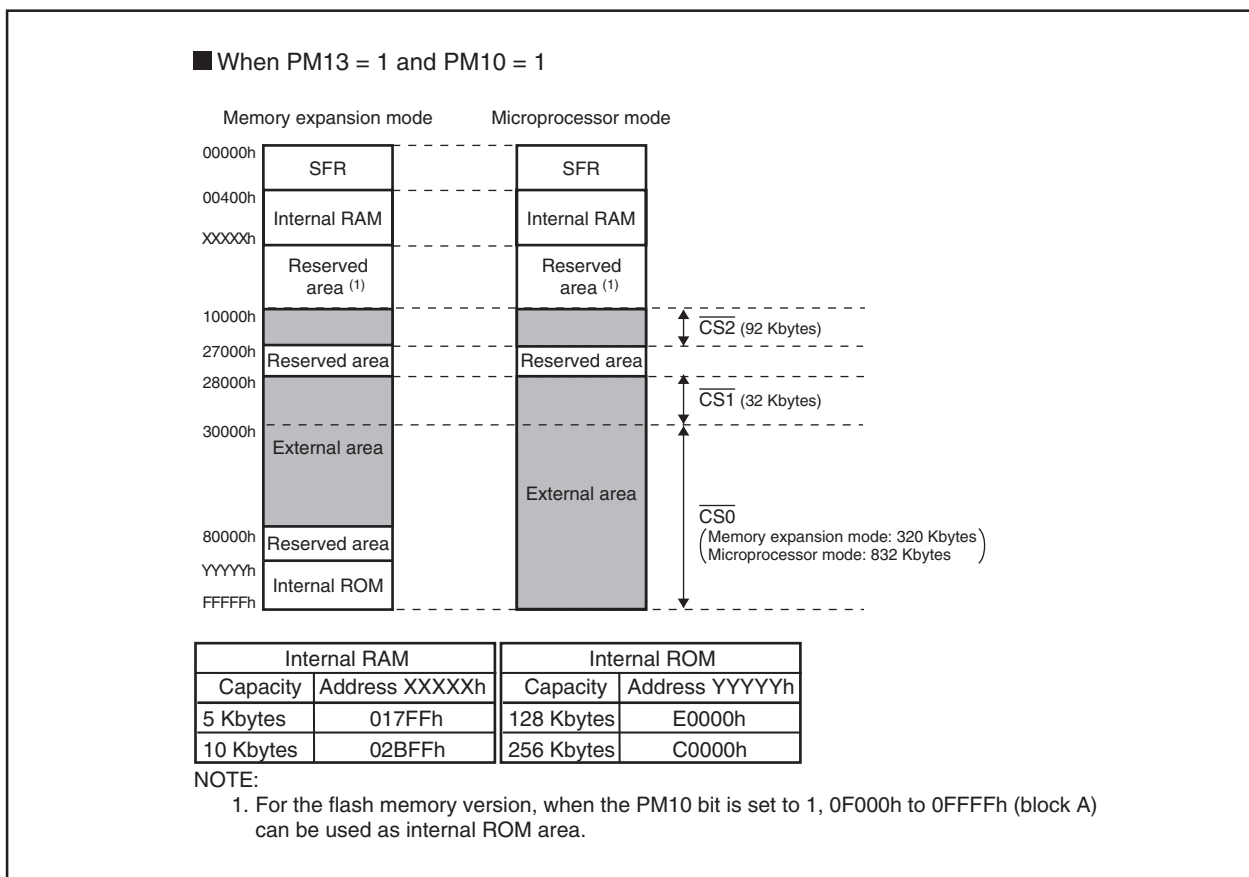 ■ When PM13 = 1 and PM10 = 1
Memory expansion mode Microprocessor mode
00000h
SFR SFR
00400h
Internal RAM Internal RAM
XXXXXh
Reserved area (1) Reserved area (1)
10000h
CS2 (92 Kbytes)
27000h
Reserved area Reserved area
28000h
CS1 (32 Kbytes)
30000h
External area
External area
CS0
(Memory expansion mode: 320 Kbytes
Microprocessor mode: 832 Kbytes)
80000h
Reserved area
YYYYYh
Internal ROM
FFFFFh
Internal RAM Internal ROM
Capacity Address XXXXXh Capacity Address YYYYYh
5 Kbytes 017FFh 128 Kbytes E0000h
10 Kbytes 02BFFh 256 Kbytes C0000h
NOTE:
1. For the flash memory version, when the PM10 bit is set to 1, 0F000h to 0FFFFh (block A)
can be used as internal ROM area.